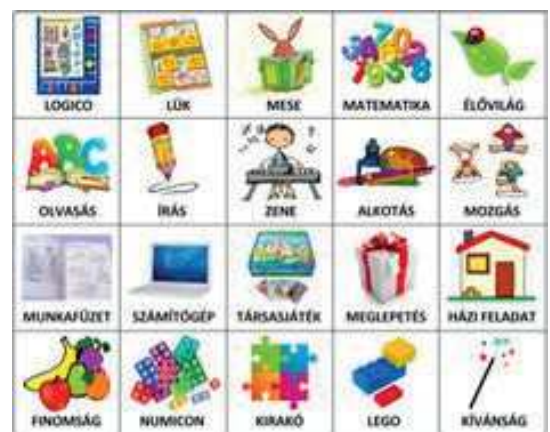 LOGICO
LÜK
MESE
MATEMATIKA
ÉLŐVILÁG
ABC
OLVASÁS
ÍRÁS
ZENE
ALKOTÁS
MOZGÁS
MUNKAFÜZET
SZÁMÍTÓGÉP
TÁRSASJÁTÉK
MEGLEPETÉS
HÁZI FELADAT
FINOMSÁG
NUMICON
KIRAKÓ
LEGO
KÍVÁNSÁG